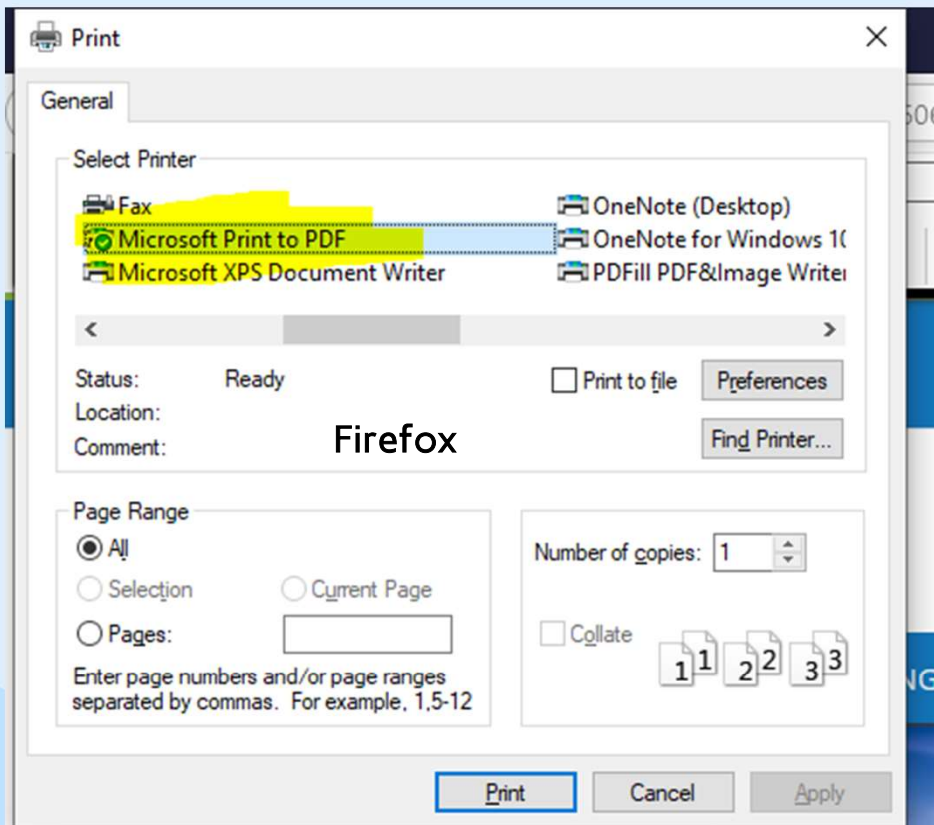 Print
General
Select Printer
Fax
Microsoft Print to PDF
Microsoft XPS Document Writer
OneNote (Desktop)
OneNote for Windows 10
PDFill PDF&Image Writer
Status: Ready
Location:
Comment:
Print to file
Preferences
Find Printer...
Firefox
Page Range
All
Selection Current Page
Pages:
Enter page numbers and/or page ranges
separated by commas. For example, 1,5-12
Number of copies: 1
Collate
1 1 2 2 3 3
Print Cancel Apply